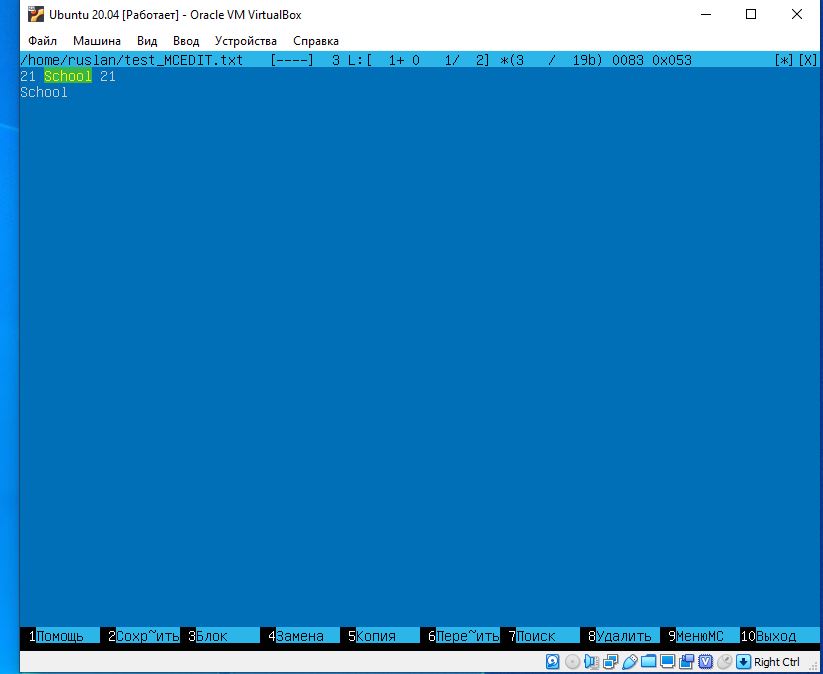 Ubuntu 20.04 [Работает] - Oracle VM VirtualBox
Файл Машина Вид Ввод Устройства Справка
/home/ruslan/test_MCEDIT.txt [----] 3 L:[ 1+ 0 1/ 2] *(3 / 19b) 0083 0x053 [*][X]
21 School 21
School
1Помощь 2Сохр~ить 3Блок 4Замена 5Копия 6Пере~ить 7Поиск 8Удалить 9МенюMC 10Выход
Right Ctrl